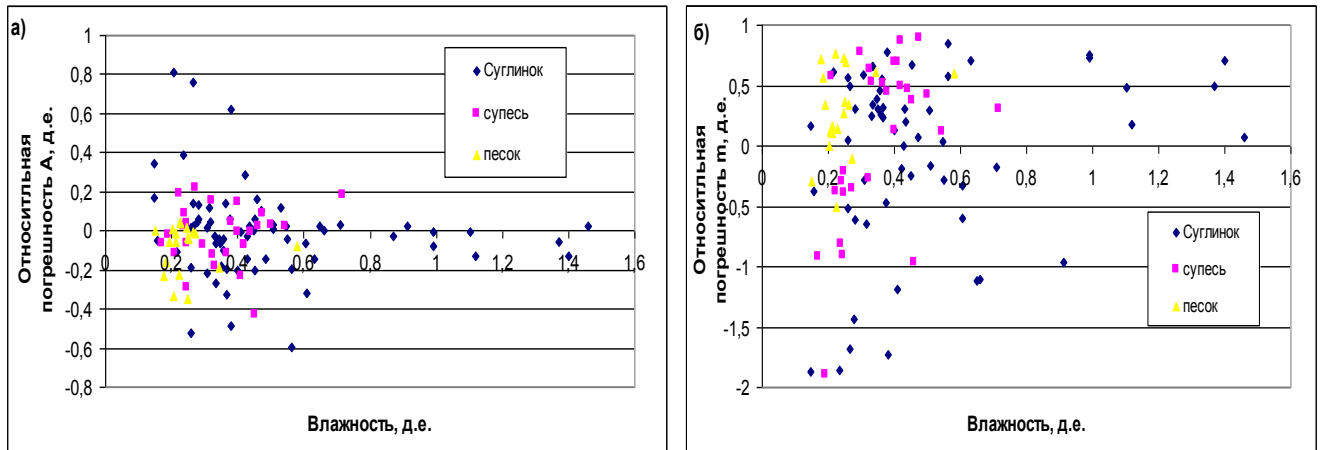 а)
1
0,8
0,6
0,4
0,2
0
-0,2
-0,4
-0,6
-0,8
0 0,2 0,4 0,6 0,8 1 1,2 1,4 1,6
Относитльная
погрешность А, д.е.
Влажность, д.е.
Суглинок
супесь
песок
б)
1
0,5
0
-0,5
-1
-1,5
-2
0 0,2 0,4 0,6 0,8 1 1,2 1,4 1,6
Относитльная
погрешность m, д.е.
Влажность, д.е.
Суглинок
супесь
песок